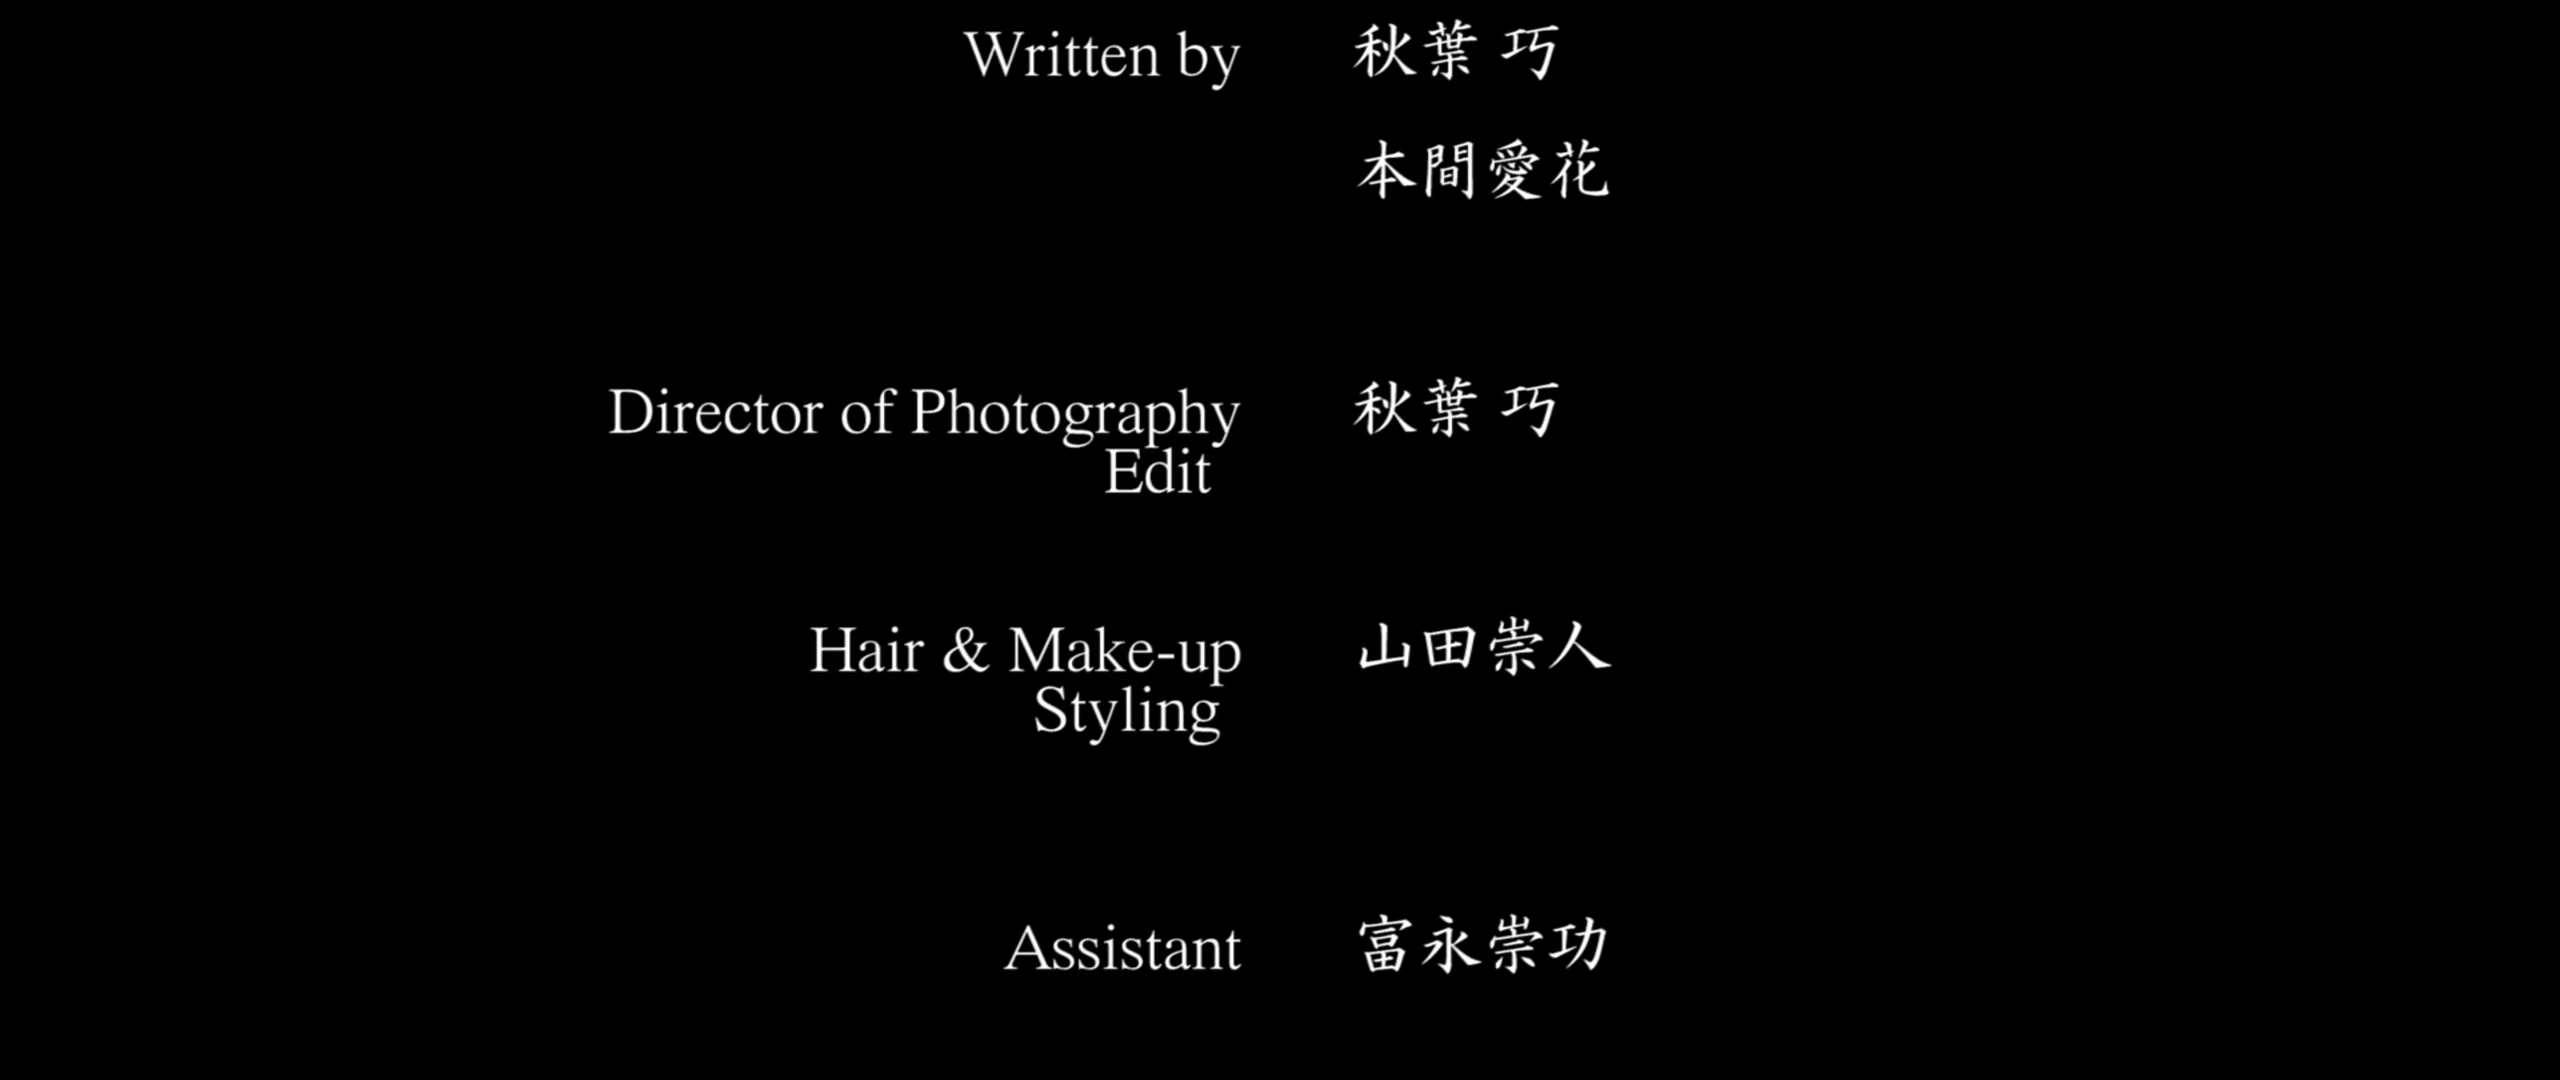 Written by 秋葉 巧
本間愛花
Director of Photography 秋葉 巧
Edit
Hair & Make-up 山田崇人
Styling
Assistant 富永崇功